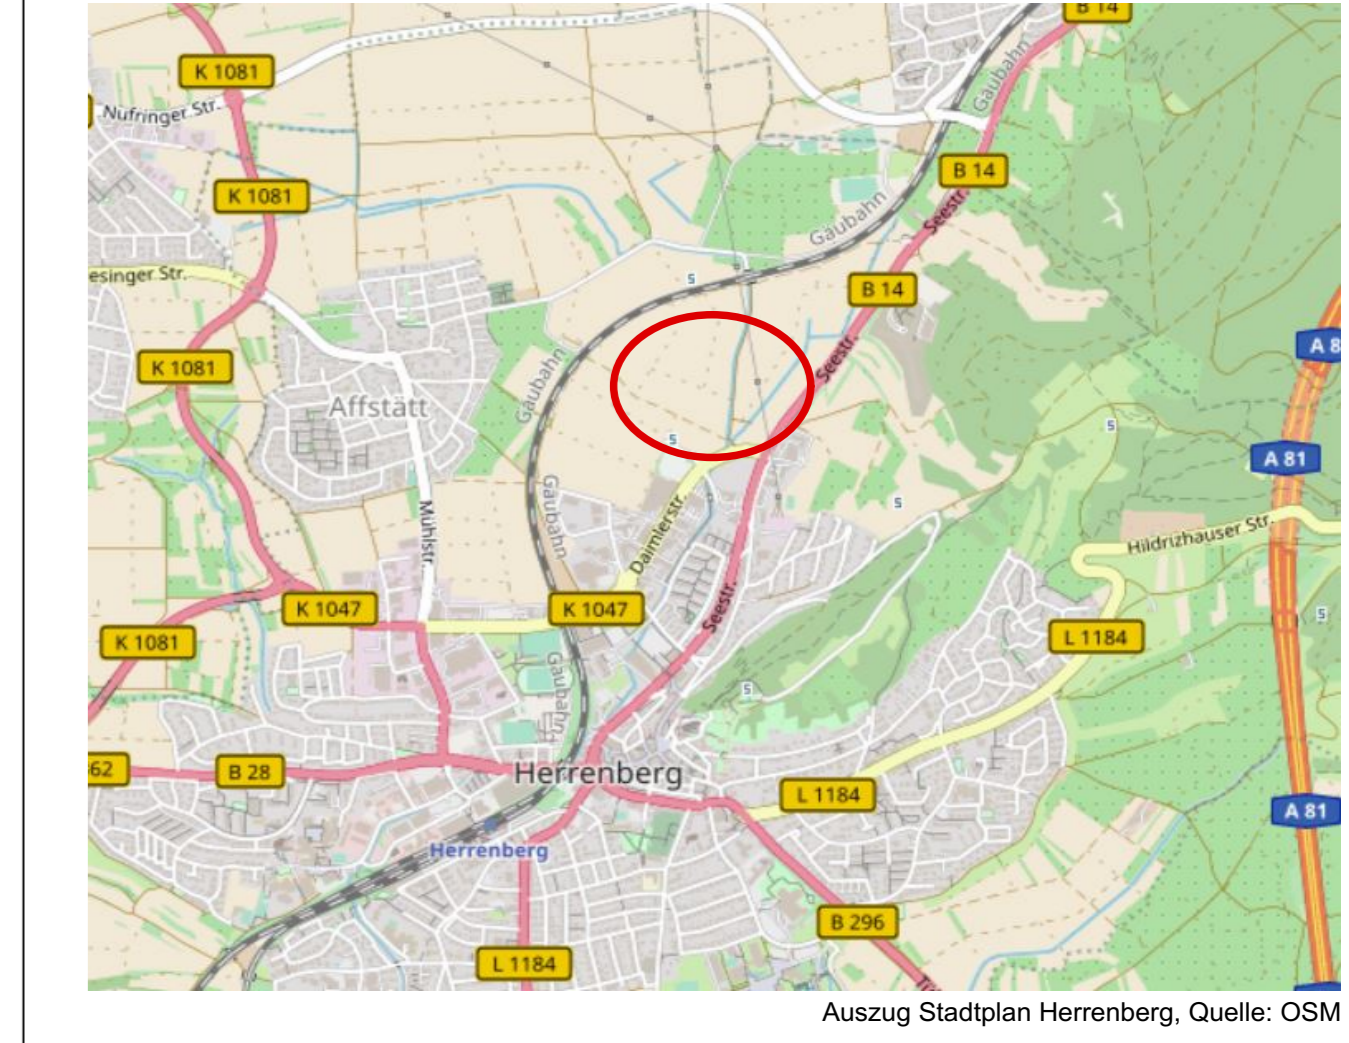 B 14
K 1081
Gäubahn
Nufringer Str.
B 14
K 1081
Seestr.
Gäubahn
esinger Str.
S
B 14
A 8
Seestr.
K 1081
Gäubahn
Affstätt
S
S
A 81
Gäubahn
S
Mühlstr.
Daimlerstr.
Hildrizhauser Str.
K 1047
K 1047
Seestr.
S
K 1081
L 1184
Gäubahn
S
62
B 28
Herrenberg
L 1184
A 81
Herrenberg
B 296
L 1184
Auszug Stadtplan Herrenberg, Quelle: OSM